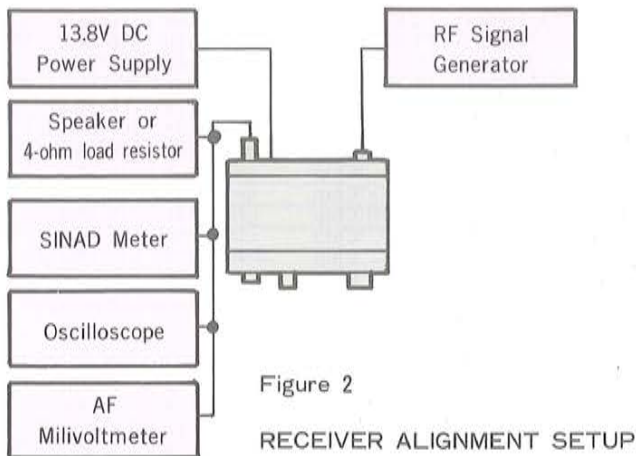 13.8V DC
Power Supply
RF Signal
Generator
Speaker or
4-ohm load resistor
SINAD Meter
Oscilloscope
AF
Milivoltmeter
Figure 2
RECEIVER ALIGNMENT SETUP